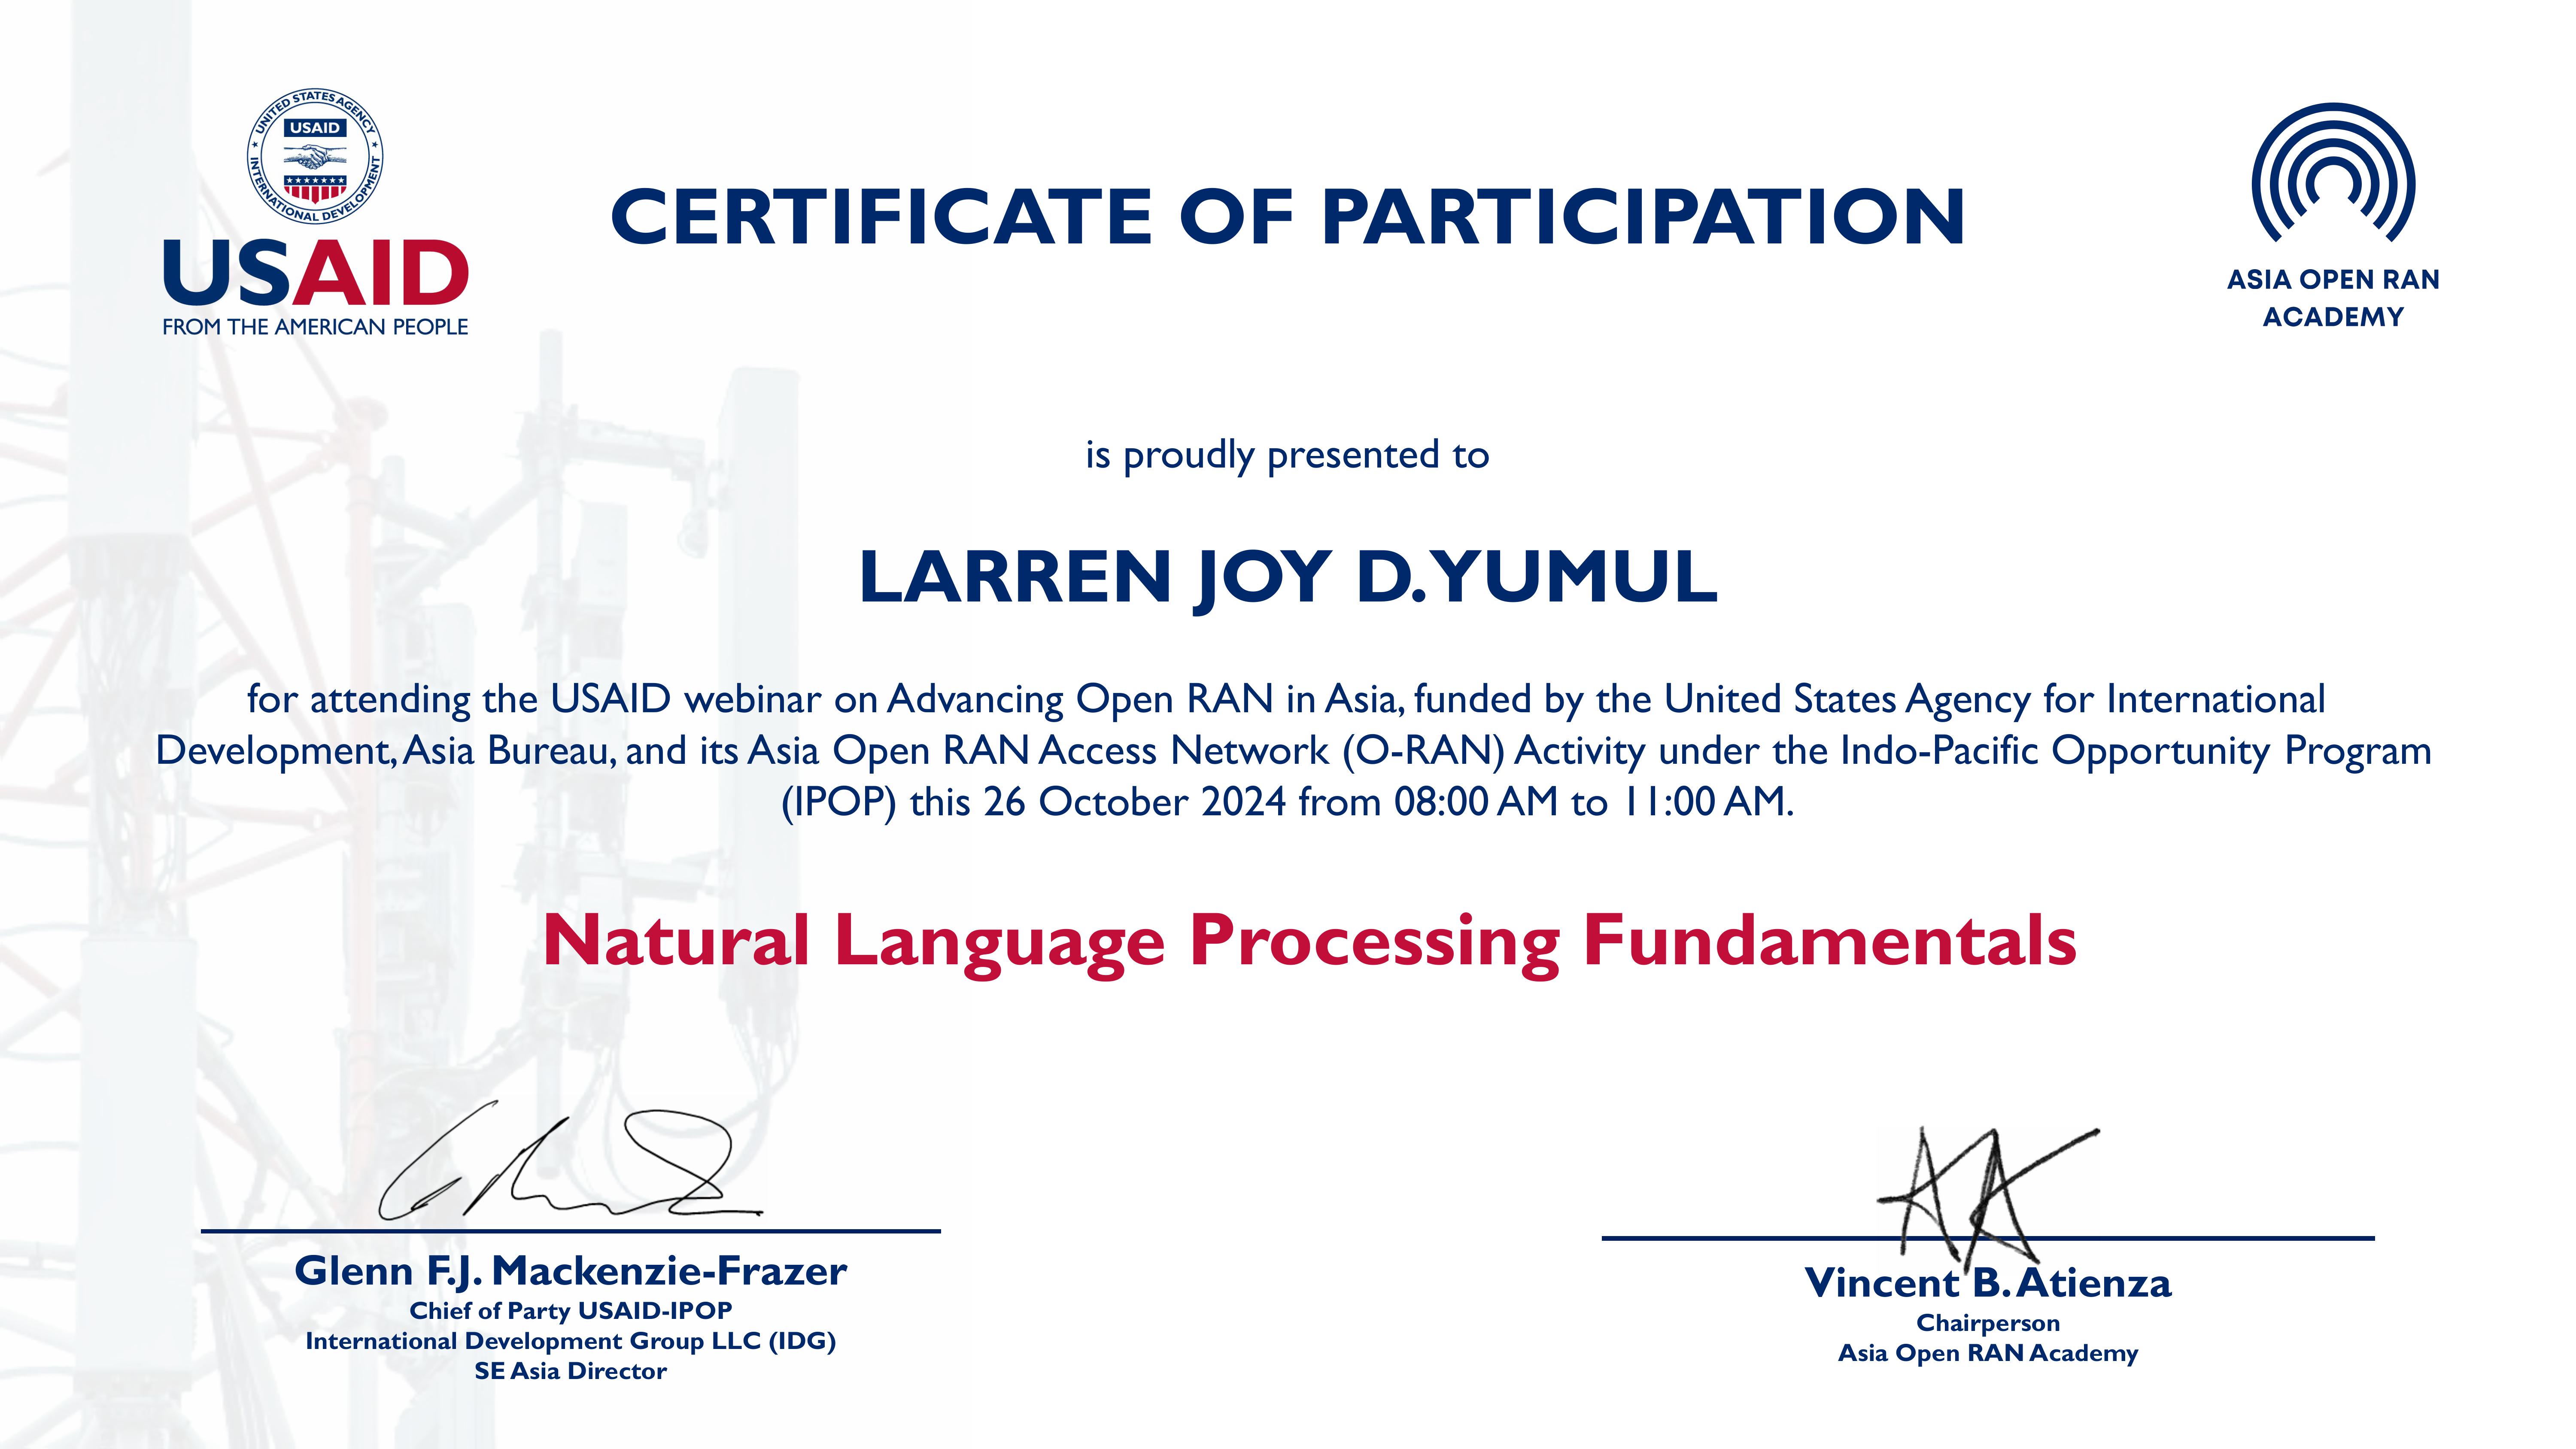 UNITED STATES AGENCY
USAID
INTERNATIONAL DEVELOPMENT
USAID
FROM THE AMERICAN PEOPLE
CERTIFICATE OF PARTICIPATION
ASIA OPEN RAN
ACADEMY
is proudly presented to
LARREN JOY D. YUMUL
for attending the USAID webinar on Advancing Open RAN in Asia, funded by the United States Agency for International
Development, Asia Bureau, and its Asia Open RAN Access Network (O-RAN) Activity under the Indo-Pacific Opportunity Program
(IPOP) this 26 October 2024 from 08:00 AM to 11:00 AM.
Natural Language Processing Fundamentals
Glenn F.J. Mackenzie-Frazer
Chief of Party USAID-IPOP
International Development Group LLC (IDG)
SE Asia Director
Vincent B. Atienza
Chairperson
Asia Open RAN Academy